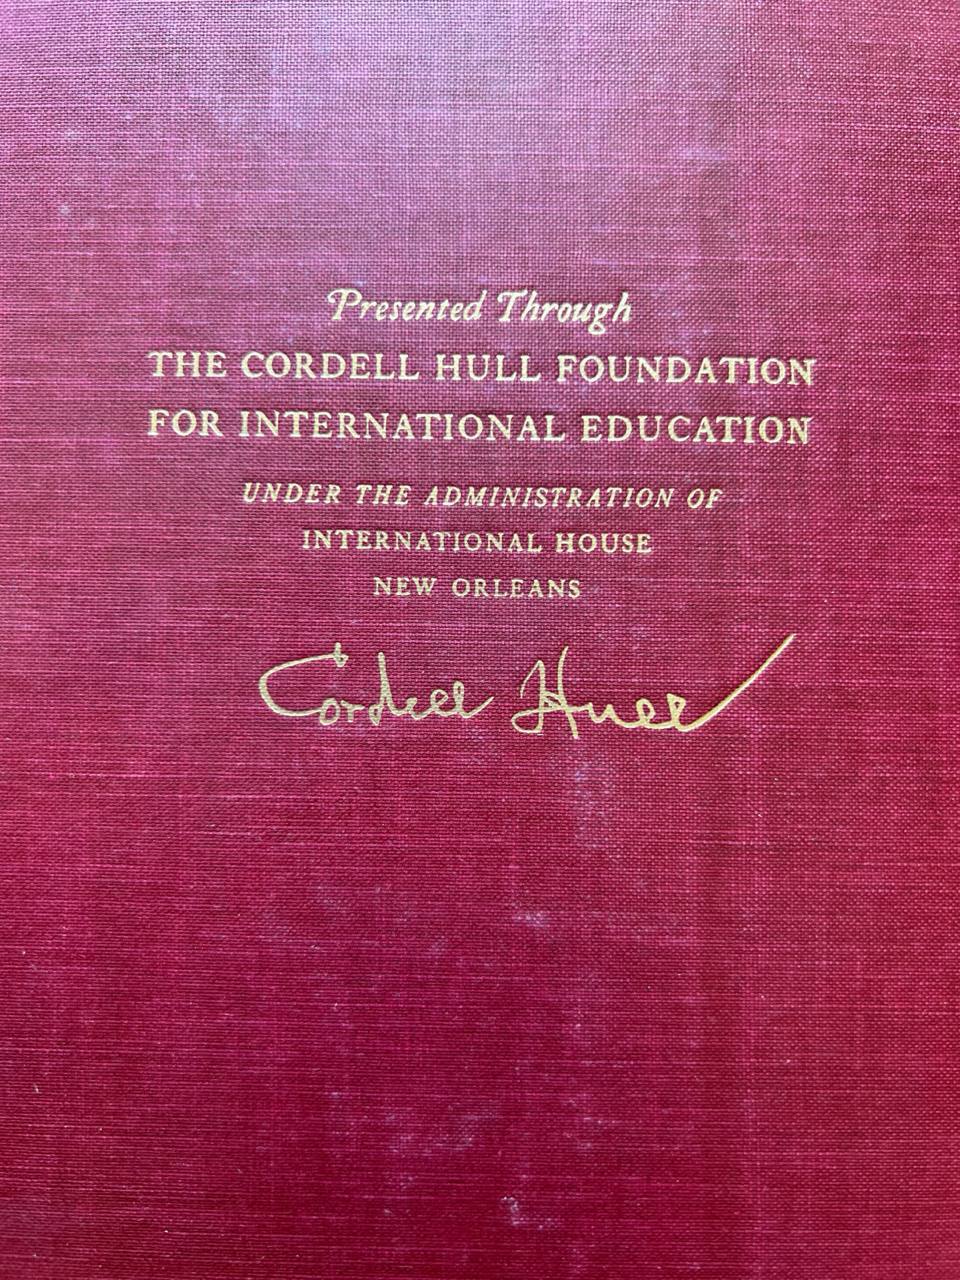 Presented Through
THE CORDELL HULL FOUNDATION
FOR INTERNATIONAL EDUCATION
UNDER THE ADMINISTRATION OF
INTERNATIONAL HOUSE
NEW ORLEANS
Cordell Hull